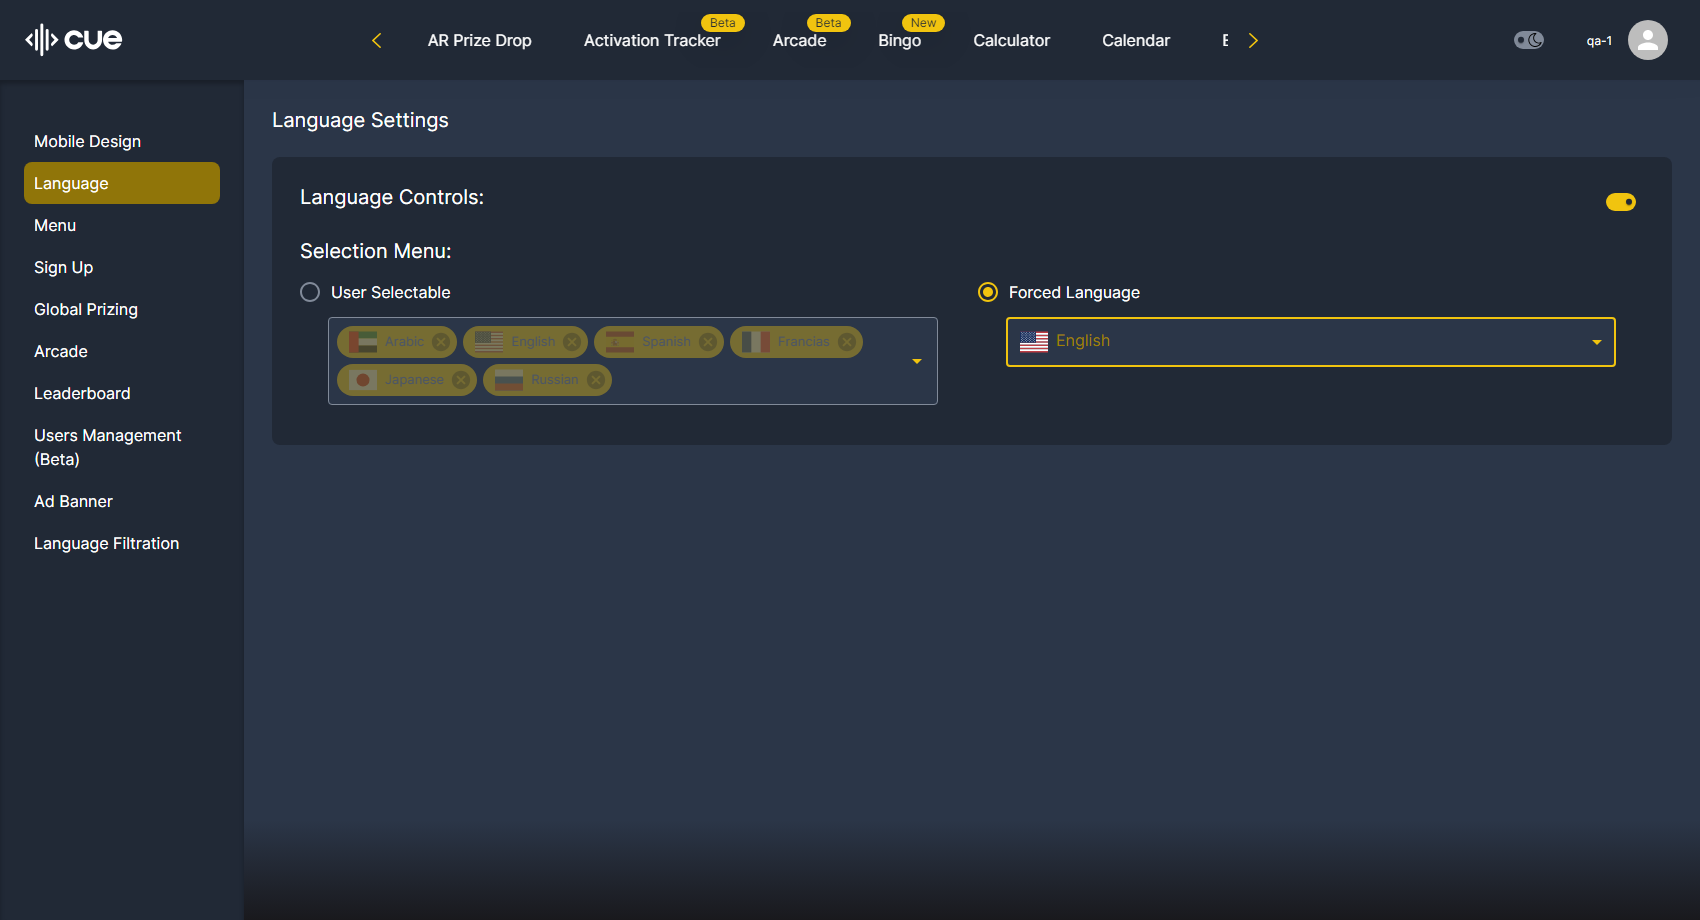 cue
AR Prize Drop
Activation Tracker
Beta
Arcade
Beta
Bingo
New
Calculator
Calendar
qa-1
Mobile Design
Language
Menu
Sign Up
Global Prizing
Arcade
Leaderboard
Users Management
(Beta)
Ad Banner
Language Filtration
Language Settings
Language Controls:
Selection Menu:
User Selectable
Arabic
English
Spanish
Francias
Japanese
Russian
Forced Language
English